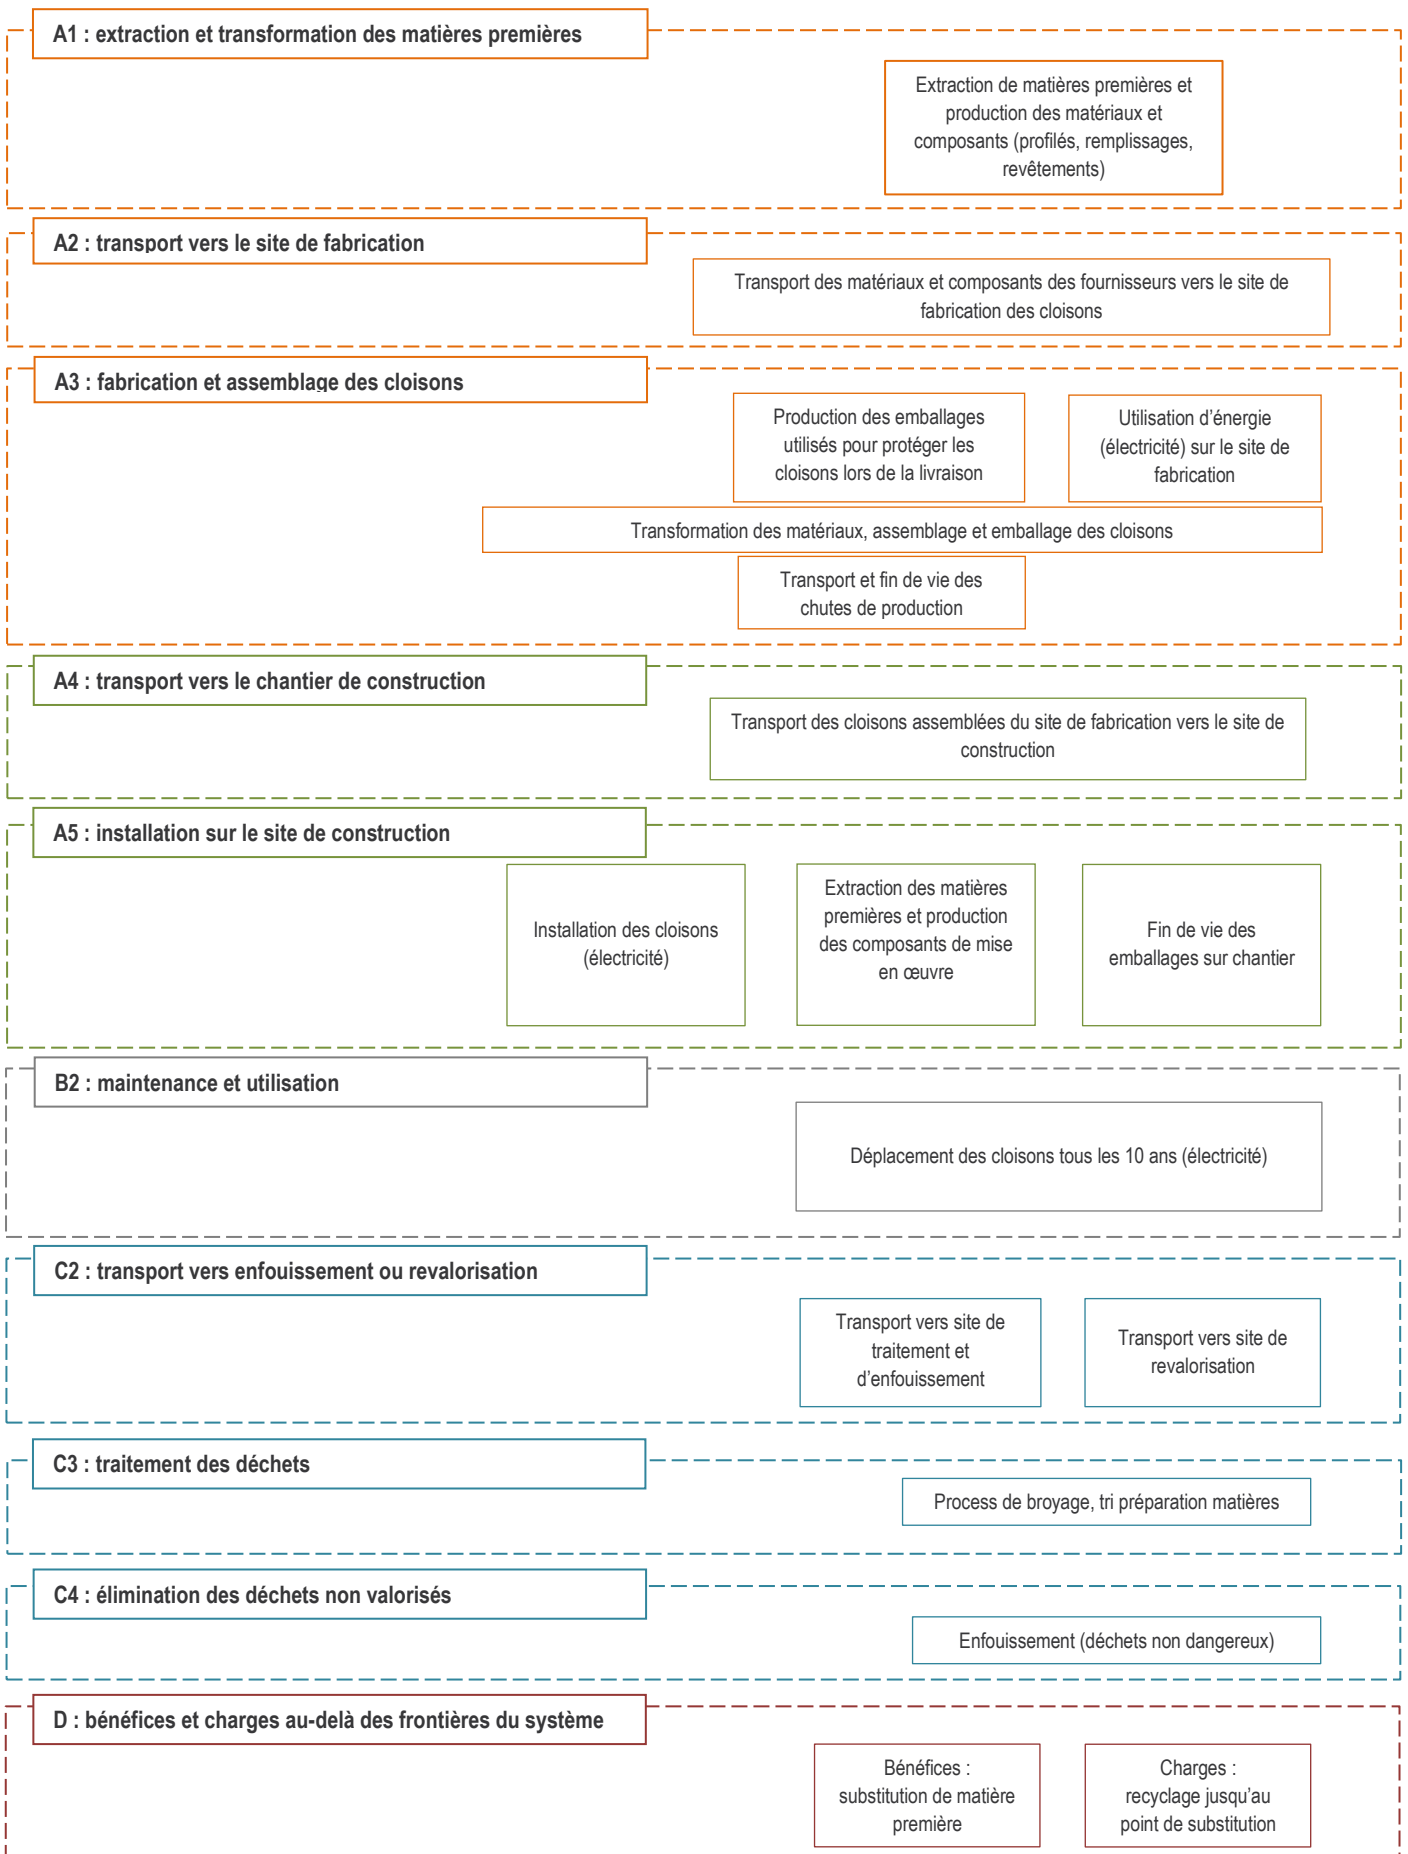 A1 : extraction et transformation des matières premières
Extraction de matières premières et
production des matériaux et
composants (profilés, remplissages,
revêtements)
A2 : transport vers le site de fabrication
Transport des matériaux et composants des fournisseurs vers le site de
fabrication des cloisons
A3 : fabrication et assemblage des cloisons
Production des emballages
utilisés pour protéger les
cloisons lors de la livraison
Utilisation d’énergie
(électricité) sur le site de
fabrication
Transformation des matériaux, assemblage et emballage des cloisons
Transport et fin de vie des
chutes de production
A4 : transport vers le chantier de construction
Transport des cloisons assemblées du site de fabrication vers le site de
construction
A5 : installation sur le site de construction
Installation des cloisons
(électricité)
Extraction des matières
premières et production
des composants de mise
en œuvre
Fin de vie des
emballages sur chantier
B2 : maintenance et utilisation
Déplacement des cloisons tous les 10 ans (électricité)
C2 : transport vers enfouissement ou revalorisation
Transport vers site de
traitement et
d’enfouissement
Transport vers site de
revalorisation
C3 : traitement des déchets
Process de broyage, tri préparation matières
C4 : élimination des déchets non valorisés
Enfouissement (déchets non dangereux)
D : bénéfices et charges au-delà des frontières du système
Bénéfices :
substitution de matière
première
Charges :
recyclage jusqu’au
point de substitution